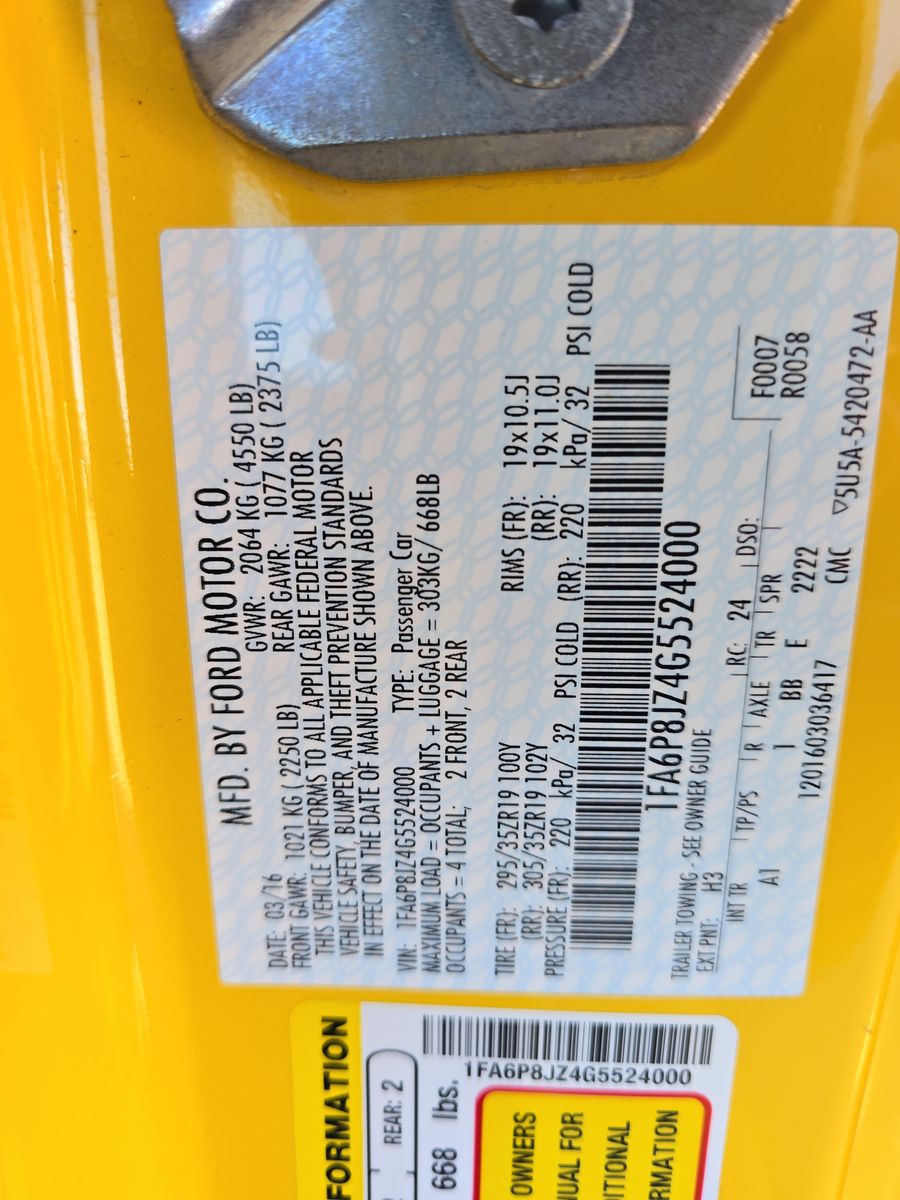 MFD. BY FORD MOTOR CO.
DATE: 03/16 GVWR: 2064 KG ( 4550 LB)
FRONT GAWR: 1021 KG ( 2250 LB) REAR GAWR: 1077 KG ( 2375 LB)
THIS VEHICLE CONFORMS TO ALL APPLICABLE FEDERAL MOTOR
VEHICLE SAFETY, BUMPER, AND THEFT PREVENTION STANDARDS
IN EFFECT ON THE DATE OF MANUFACTURE SHOWN ABOVE.
VIN: 1FA6P8JZ4G5524000 TYPE: Passenger Car
MAXIMUM LOAD = OCCUPANTS + LUGGAGE = 303KG/ 668LB
OCCUPANTS = 4 TOTAL; 2 FRONT, 2 REAR
TIRE (FR): 295/35ZR19 100Y RIMS (FR): 19x10.5J
(RR): 305/35ZR19 102Y (RR): 19x11.0J
PRESSURE (FR): 220 kPa/ 32 PSI COLD (RR): 220 kPa/ 32 PSI COLD
1FA6P8JZ4G5524000
TRAILER TOWING - SEE OWNER GUIDE
EXT PNT: H3 RC: 24 DSO: F0007
INT TR TP/PS R AXLE TR SPR R0058
A1 I BB E 2222
1201603036417 CMC
▽5U5A-5420472-AA
FORMATION
2 REAR: 2
668 lbs.
1FA6P8JZ4G5524000
OWNERS
UAL FOR
ITIONAL
RMATION